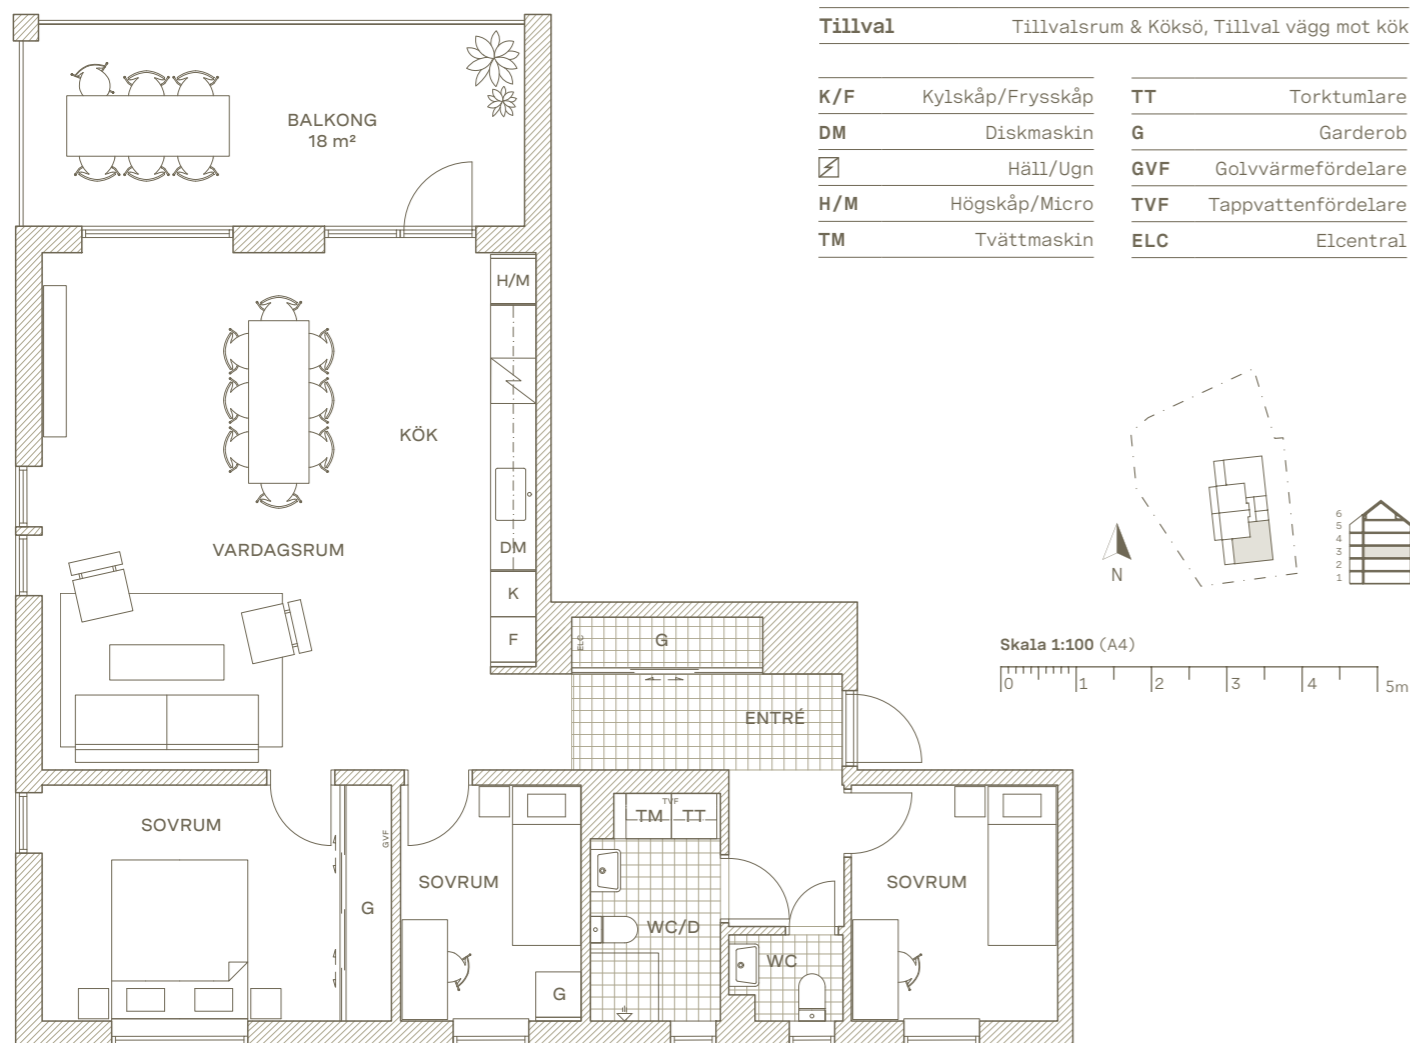 Tillval Tillvalsrum & Köksö, Tillval vägg mot kök
K/F Kylskåp/Frysskåp
DM Diskmaskin
Häll/Ugn
H/M Högskåp/Micro
TM Tvättmaskin
TT Torktumlare
G Garderob
GVF Golvvärmefördelare
TVF Tappvattenfördelare
ELC Elcentral
BALKONG
18 m²
H/M
KÖK
VARDAGSRUM
DM
K
F
ELC
G
ENTRÉ
SOVRUM
GVF
G
SOVRUM
G
TVF
TM TT
WC/D
WC
SOVRUM
N
6
5
4
3
2
1
Skala 1:100 (A4)
0 1 2 3 4 5m